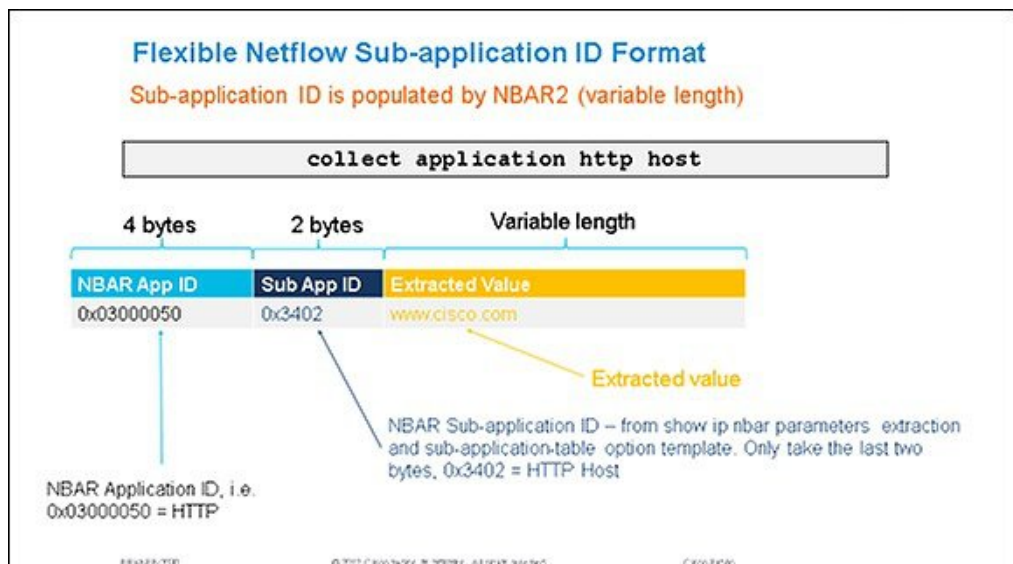 Flexible Netflow Sub-application ID Format
Sub-application ID is populated by NBAR2 (variable length)
collect application http host
4 bytes 2 bytes Variable length
NBAR App ID Sub App ID Extracted Value
0x03000050 0x3402 www.cisco.com
Extracted value
NBAR Sub-application ID – from show ip nbar parameters extraction
and sub-application-table option template. Only take the last two
bytes, 0x3402 = HTTP Host
NBAR Application ID, i.e.
0x03000050 = HTTP